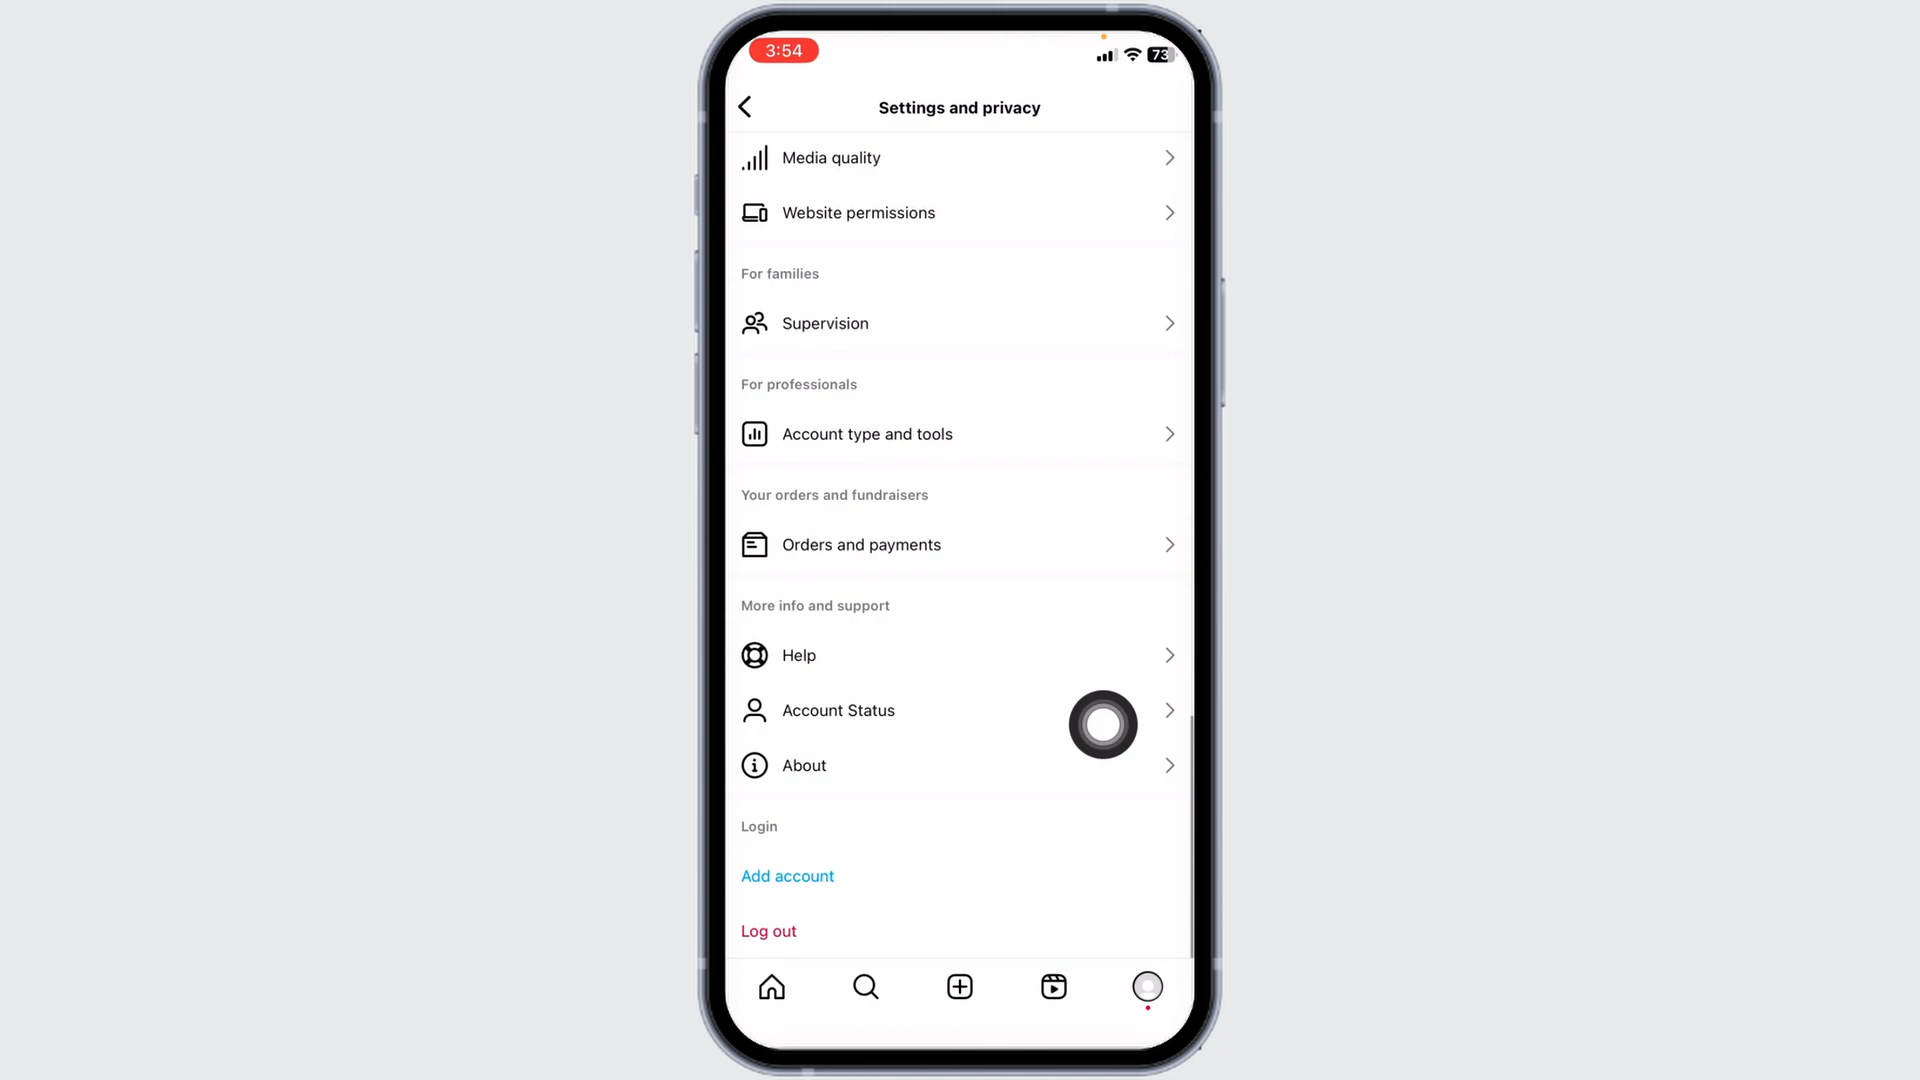 3:54
73
Settings and privacy
Media quality
Website permissions
For families
Supervision
For professionals
Account type and tools
Your orders and fundraisers
Orders and payments
More info and support
Help
Account Status
About
Login
Add account
Log out